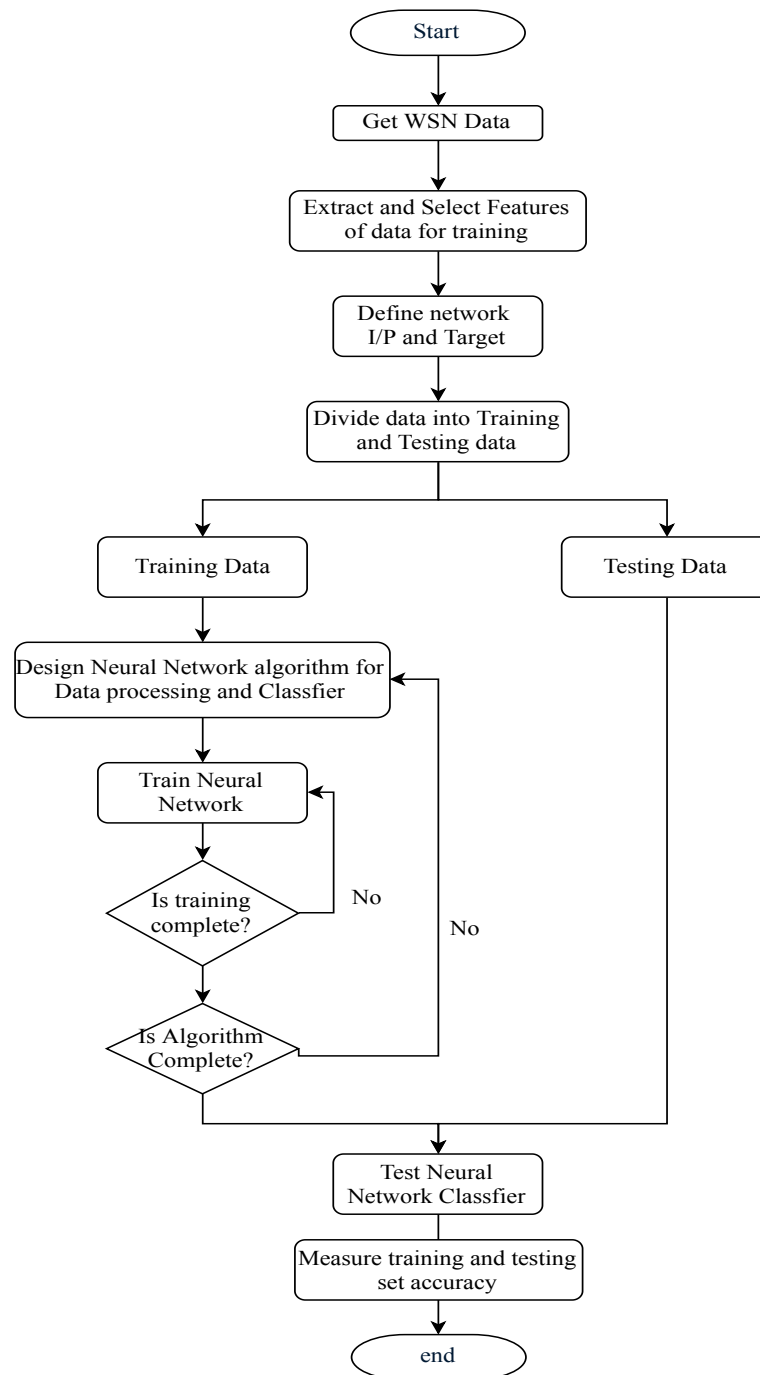 Start
Get WSN Data
Extract and Select Features
of data for training
Define network
I/P and Target
Divide data into Training
and Testing data
Training Data
Testing Data
Design Neural Network algorithm for
Data processing and Classfier
Train Neural
Network
Is training
complete?
No
No
Is Algorithm
Complete?
Test Neural
Network Classfier
Measure training and testing
set accuracy
end